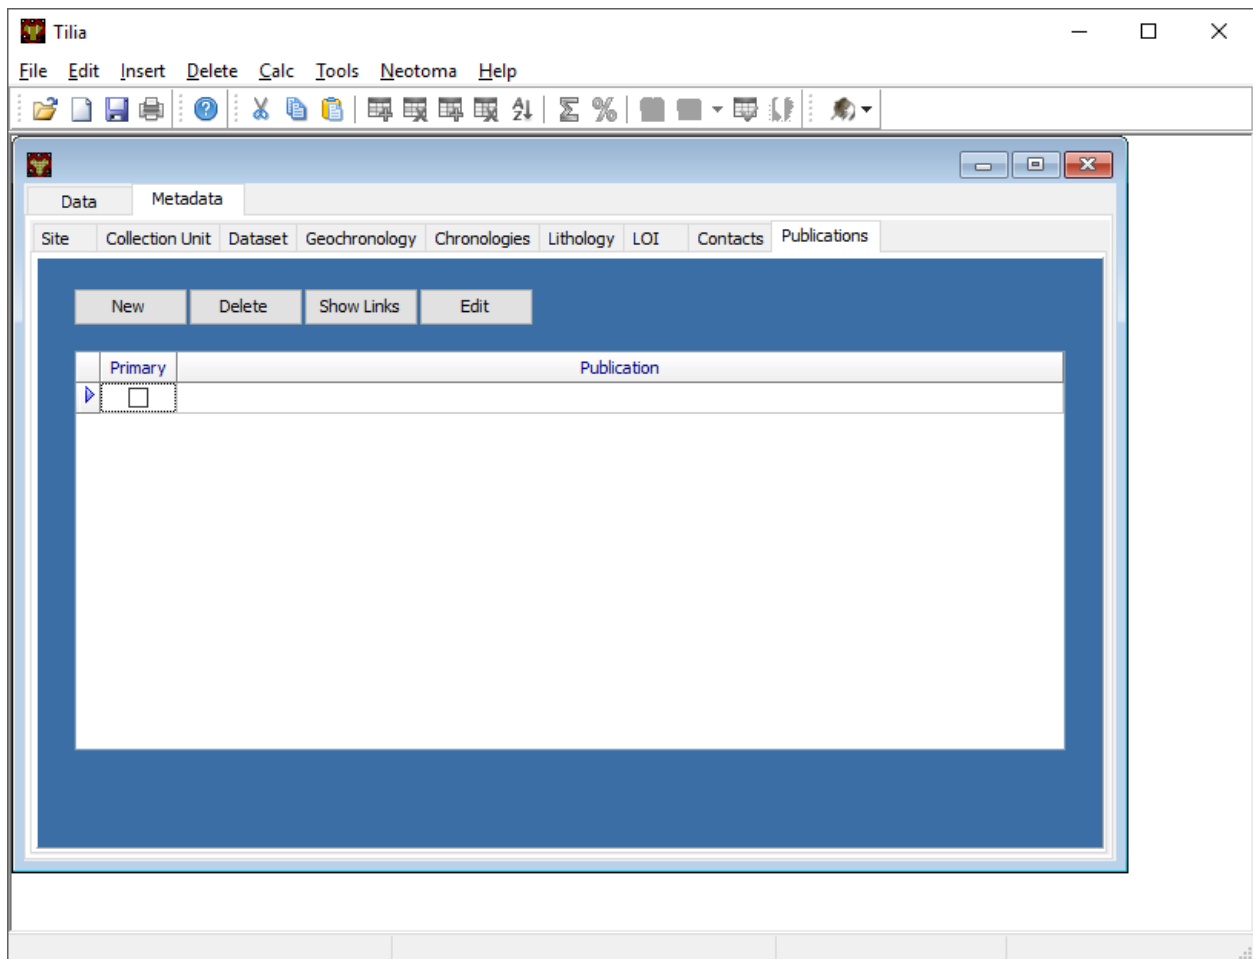 Tilia
File Edit Insert Delete Calc Tools Neotoma Help
Data Metadata
Site Collection Unit Dataset Geochronology Chronologies Lithology LOI Contacts Publications
New Delete Show Links Edit
Primary Publication